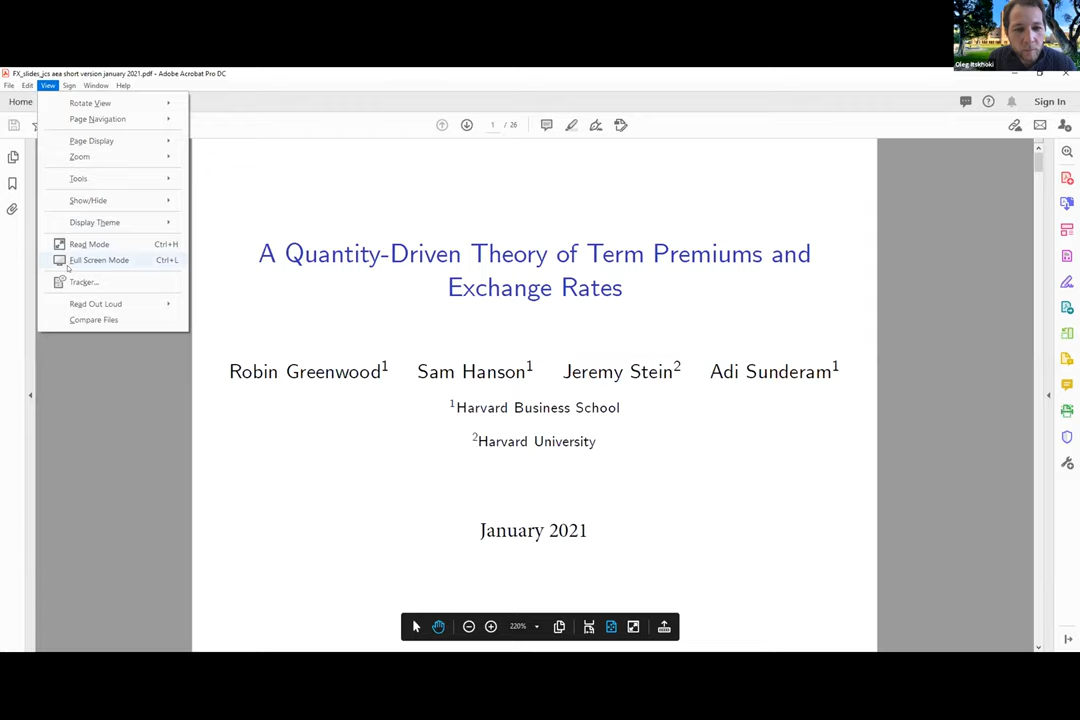 Oleg Itskhoki
FX_slides_jcs aea short version january 2021.pdf - Adobe Acrobat Pro DC
File Edit View Sign Window Help
Home
Sign In
Rotate View
Page Navigation
Page Display
Zoom
Tools
Show/Hide
Display Theme
Read Mode Ctrl+H
Full Screen Mode Ctrl+L
Tracker...
Read Out Loud
Compare Files
1 / 26
A Quantity-Driven Theory of Term Premiums and
Exchange Rates
Robin Greenwood¹ Sam Hanson¹ Jeremy Stein² Adi Sunderam¹
¹Harvard Business School
²Harvard University
January 2021
220%